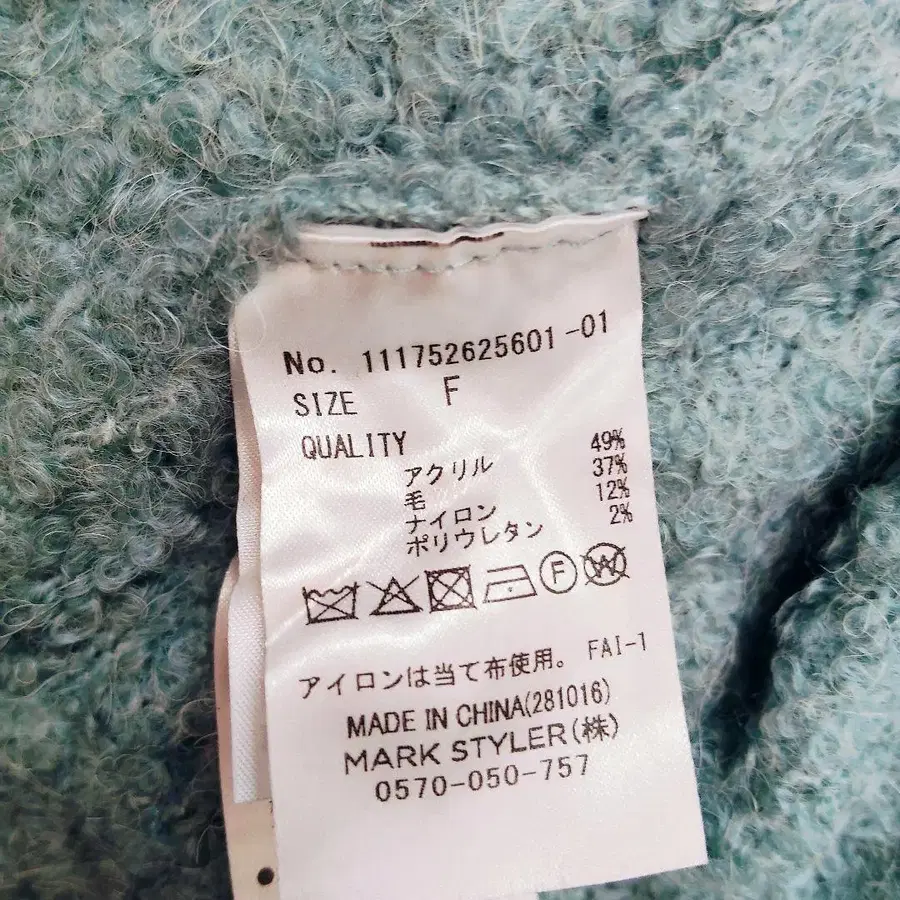 No. 111752625601-01
SIZE F
QUALITY
アクリル 49%
毛 37%
ナイロン 12%
ポリウレタン 2%
F W
アイロンは当て布使用。 FAI-1
MADE IN CHINA(281016)
MARK STYLER(株)
0570-050-757